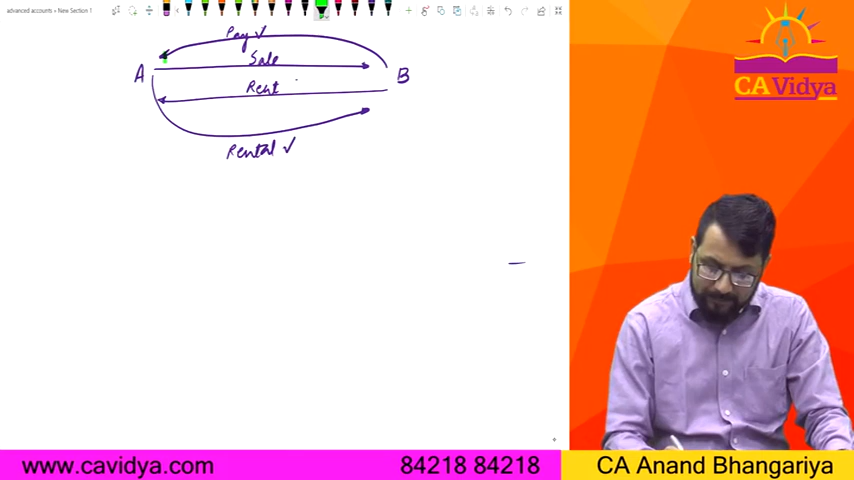 advanced accounts » New Section 1
Pay ✓
Sale
A
B
Rent
Rental ✓
CA Vidya
www.cavidya.com
84218 84218
CA Anand Bhangariya